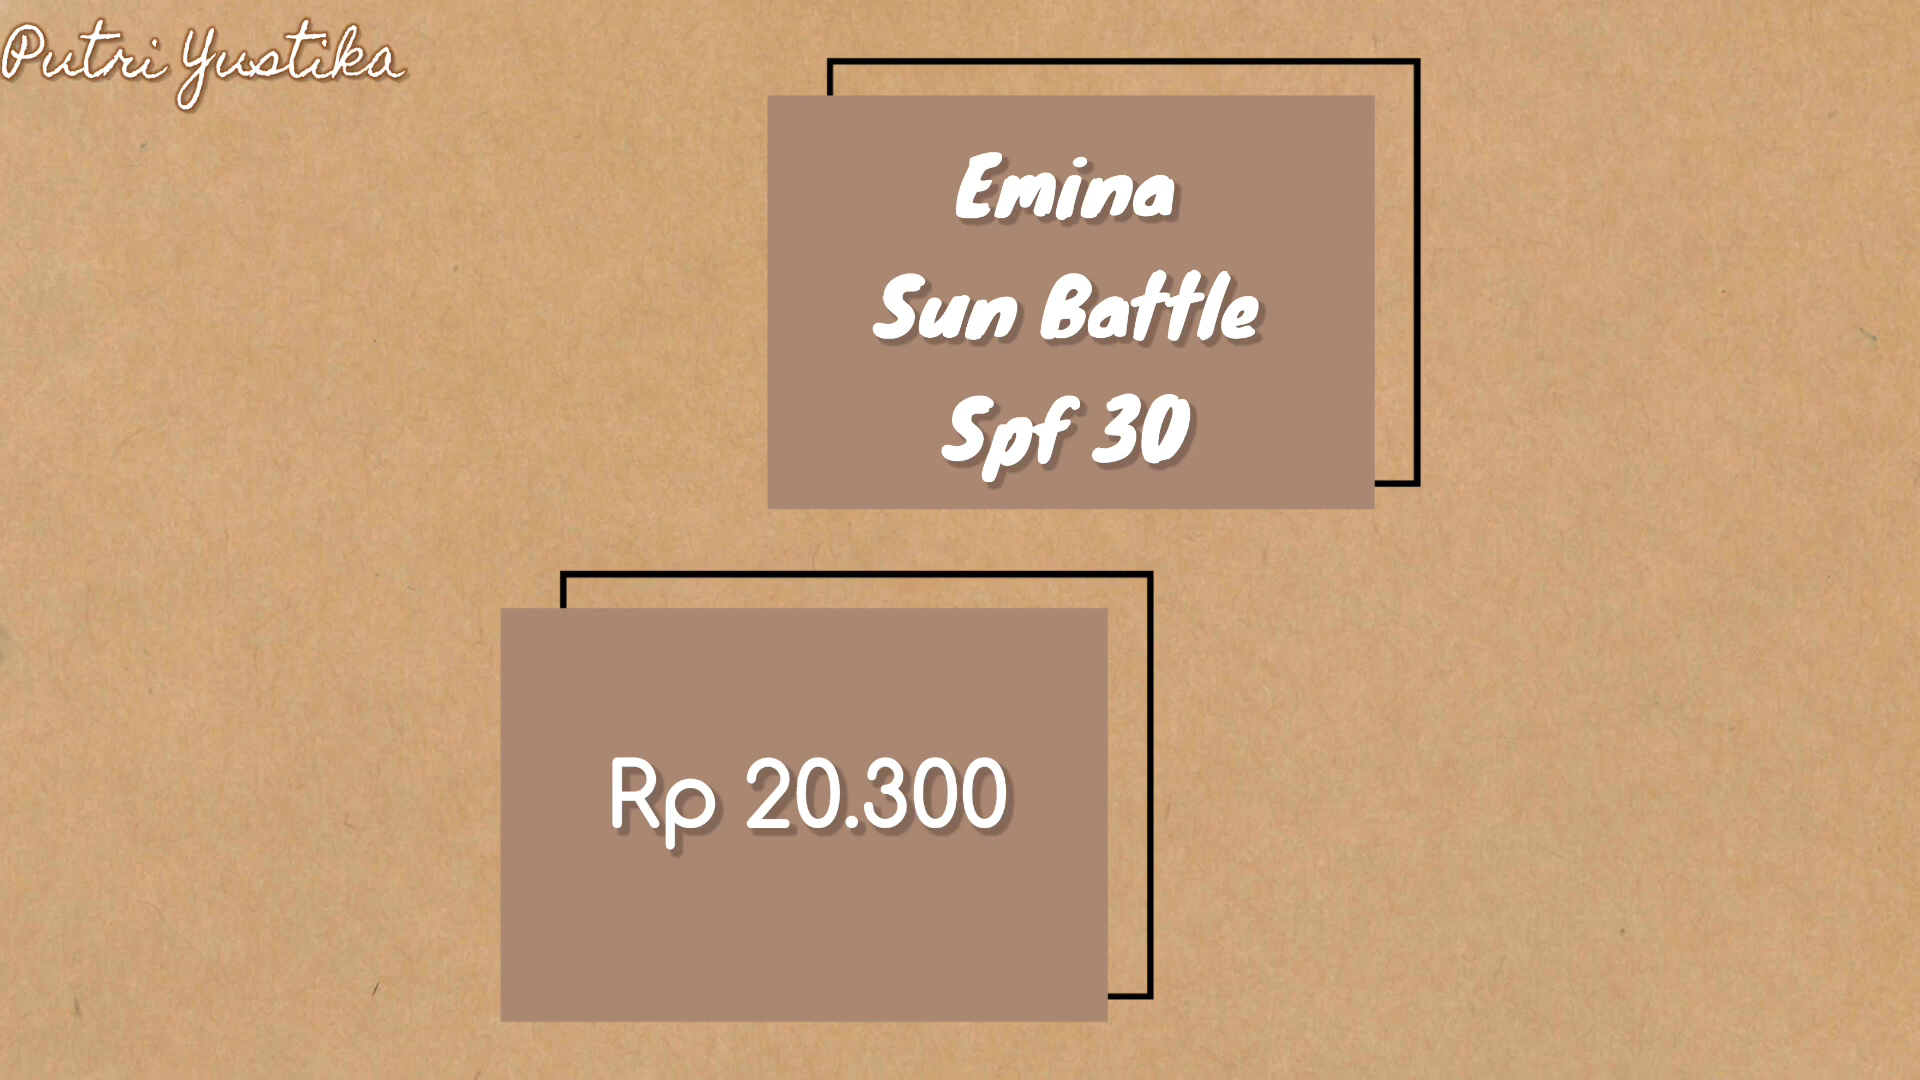 Putri Yustika
Emina
Sun Battle
Spf 30
Rp 20.300